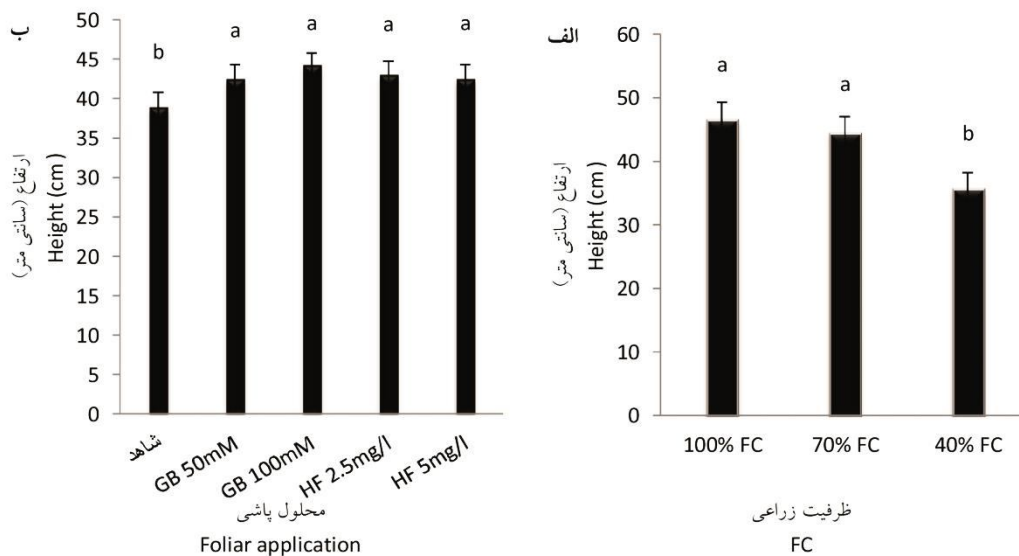 ب
50
45
40
35
30
25
20
15
10
5
0
ارتفاع (سانتی متر)
Height (cm)
b
a
a
a
a
شاهد
GB 50mM
GB 100mM
HF 2.5mg/l
HF 5mg/l
محلول پاشی
Foliar application
الف
60
50
40
30
20
10
0
ارتفاع (سانتی متر)
Height (cm)
a
a
b
100% FC
70% FC
40% FC
ظرفیت زراعی
FC